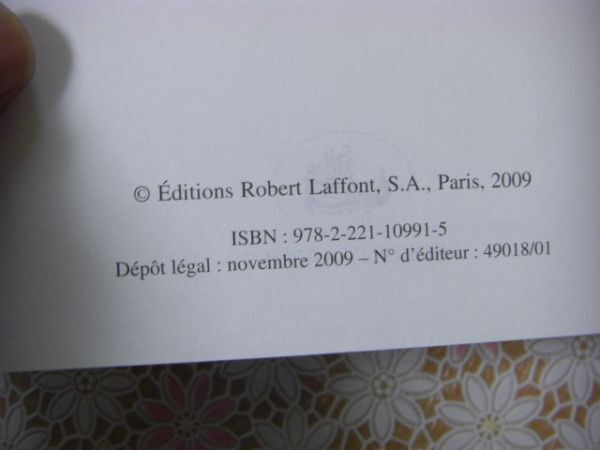 © Éditions Robert Laffont, S.A., Paris, 2009
ISBN : 978-2-221-10991-5
Dépôt légal : novembre 2009 – N° d'éditeur : 49018/01